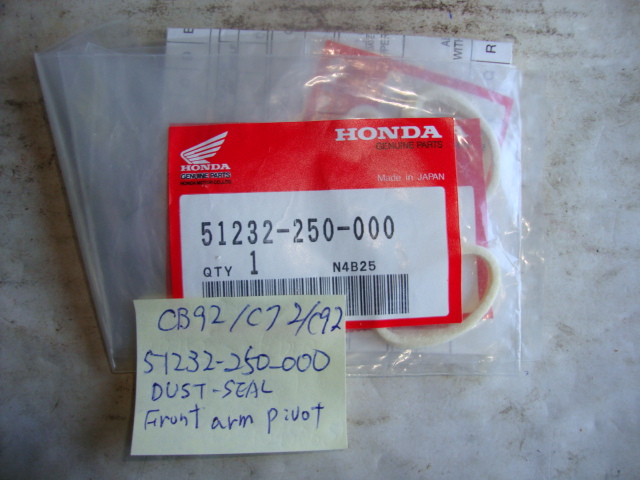 HONDA
GENUINE PARTS
Made in JAPAN
HONDA
GENUINE PARTS
51232-250-000
QTY 1 N4B25
CB92/C72/C92
51232-250-000
DUST-SEAL
Front arm pivot